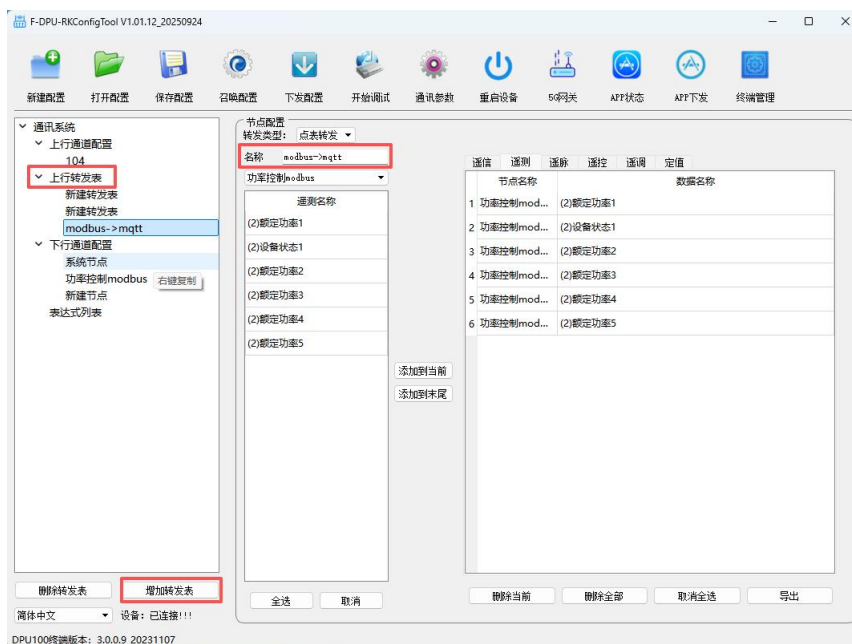 F-DPU-RKConfigTool V1.01.12_20250924
新建配置 打开配置 保存配置 召唤配置 下发配置 开始调试 通讯参数 重启设备 5G网关 APP状态 APP下发 终端管理
通讯系统
上行通道配置
104
上行转发表
新建转发表
新建转发表
modbus->mqtt
下行通道配置
系统节点
功率控制modbus
右键复制
新建节点
表达式列表
删除转发表 增加转发表
简体中文 设备: 已连接!!!
DPU100终端版本: 3.0.0.9 20231107
节点配置
转发类型: 点表转发
名称 modbus->mqtt
功率控制modbus
遥测名称
(2)额定功率1
(2)设备状态1
(2)额定功率2
(2)额定功率3
(2)额定功率4
(2)额定功率5
全选 取消
添加到当前
添加到末尾
遥信 遥测 遥脉 遥控 遥调 定值
节点名称 数据名称
1 功率控制mod... (2)额定功率1
2 功率控制mod... (2)设备状态1
3 功率控制mod... (2)额定功率2
4 功率控制mod... (2)额定功率3
5 功率控制mod... (2)额定功率4
6 功率控制mod... (2)额定功率5
删除当前 删除全部 取消全选 导出